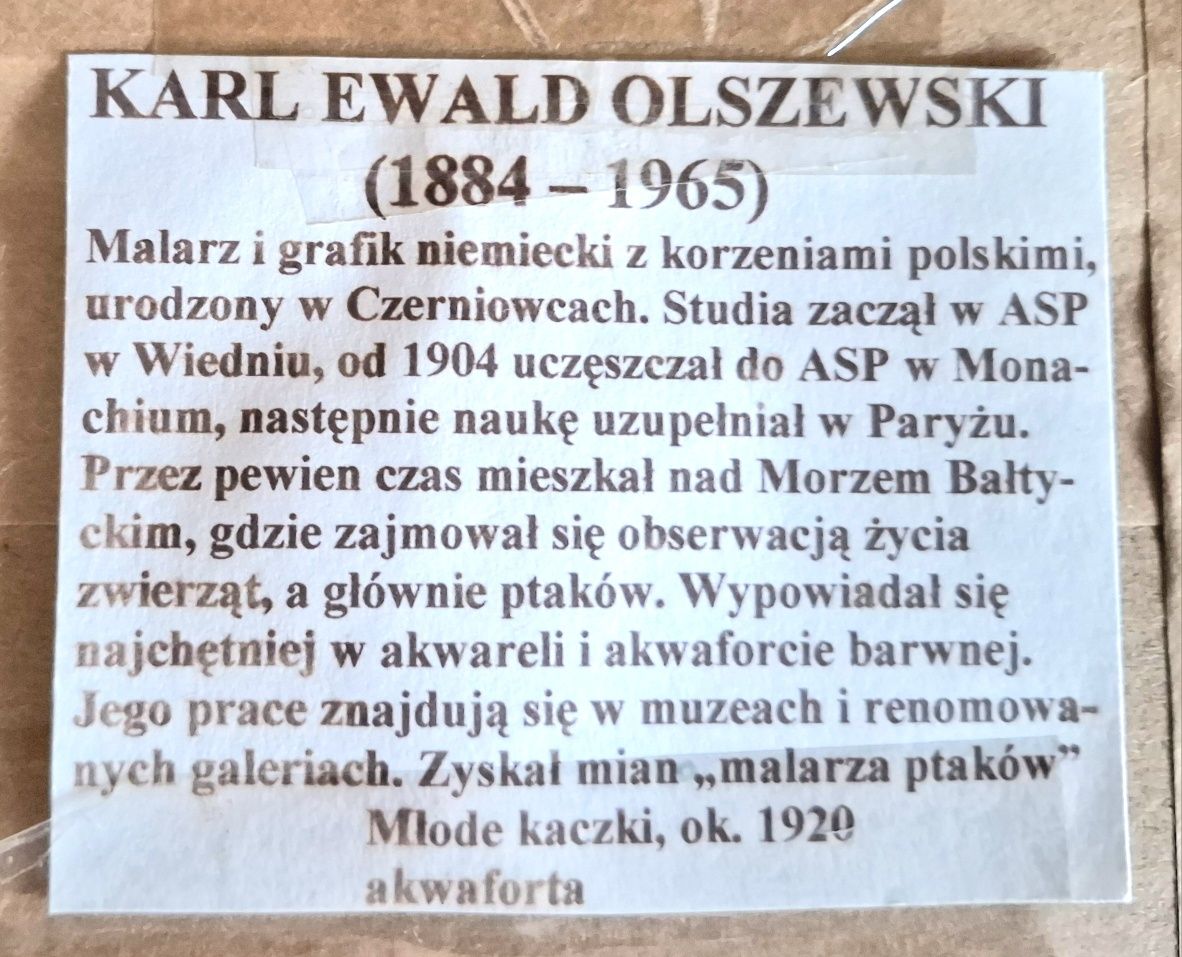 KARL EWALD OLSZEWSKI
(1884 – 1965)
Malarz i grafik niemiecki z korzeniami polskimi,
urodzony w Czerniowcach. Studia zaczął w ASP
w Wiedniu, od 1904 uczęszczał do ASP w Mona-
chium, następnie naukę uzupełniał w Paryżu.
Przez pewien czas mieszkał nad Morzem Bałty-
ckim, gdzie zajmował się obserwacją życia
zwierząt, a głównie ptaków. Wypowiadał się
najchętniej w akwareli i akwaforcie barwnej.
Jego prace znajdują się w muzeach i renomowa-
nych galeriach. Zyskał mian „malarza ptaków”
Młode kaczki, ok. 1920
akwaforta